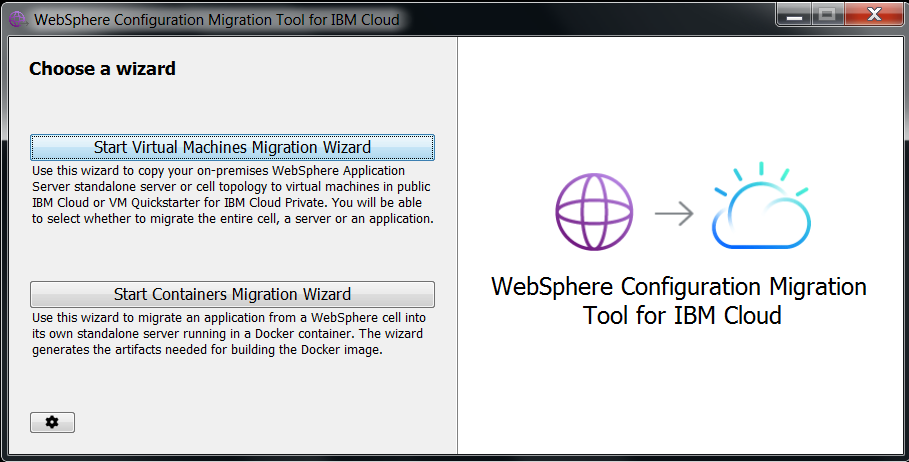 WebSphere Configuration Migration Tool for IBM Cloud
Choose a wizard
Start Virtual Machines Migration Wizard
Use this wizard to copy your on-premises WebSphere Application
Server standalone server or cell topology to virtual machines in public
IBM Cloud or VM Quickstarter for IBM Cloud Private. You will be able
to select whether to migrate the entire cell, a server or an application.
Start Containers Migration Wizard
Use this wizard to migrate an application from a WebSphere cell into
its own standalone server running in a Docker container. The wizard
generates the artifacts needed for building the Docker image.
WebSphere Configuration Migration
Tool for IBM Cloud